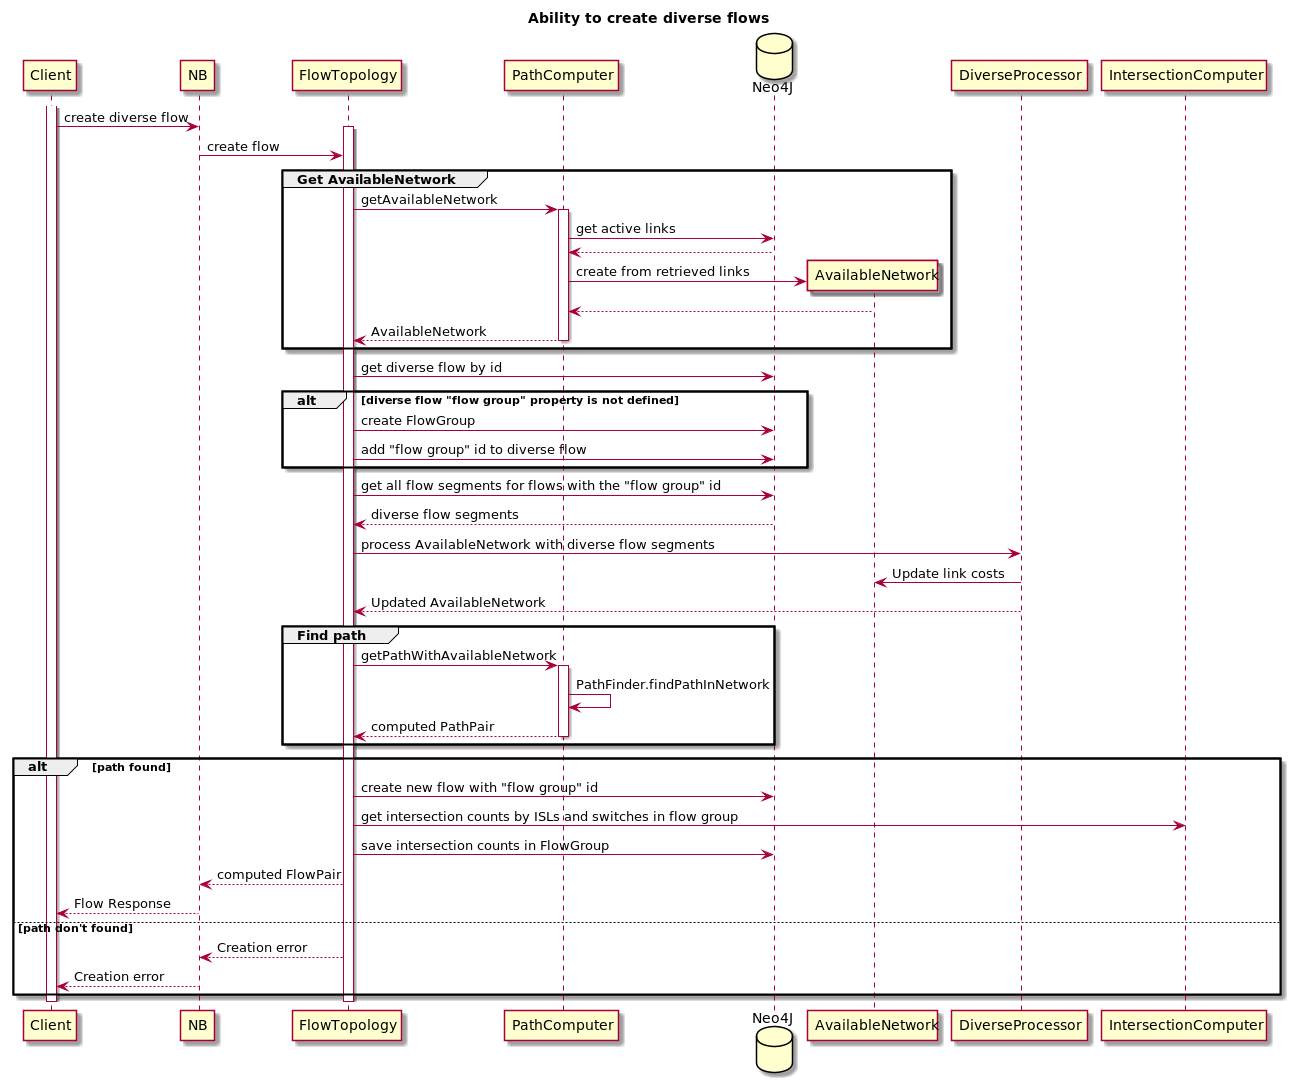 Ability to create diverse flows
Client
NB
FlowTopology
PathComputer
Neo4J
DiverseProcessor
IntersectionComputer
create diverse flow
create flow
Get AvailableNetwork
getAvailableNetwork
get active links
create from retrieved links
AvailableNetwork
AvailableNetwork
get diverse flow by id
alt
[diverse flow "flow group" property is not defined]
create FlowGroup
add "flow group" id to diverse flow
get all flow segments for flows with the "flow group" id
diverse flow segments
process AvailableNetwork with diverse flow segments
Update link costs
Updated AvailableNetwork
Find path
getPathWithAvailableNetwork
PathFinder.findPathInNetwork
computed PathPair
alt
[path found]
create new flow with "flow group" id
get intersection counts by ISLs and switches in flow group
save intersection counts in FlowGroup
computed FlowPair
Flow Response
[path don't found]
Creation error
Creation error
Client
NB
FlowTopology
PathComputer
Neo4J
AvailableNetwork
DiverseProcessor
IntersectionComputer